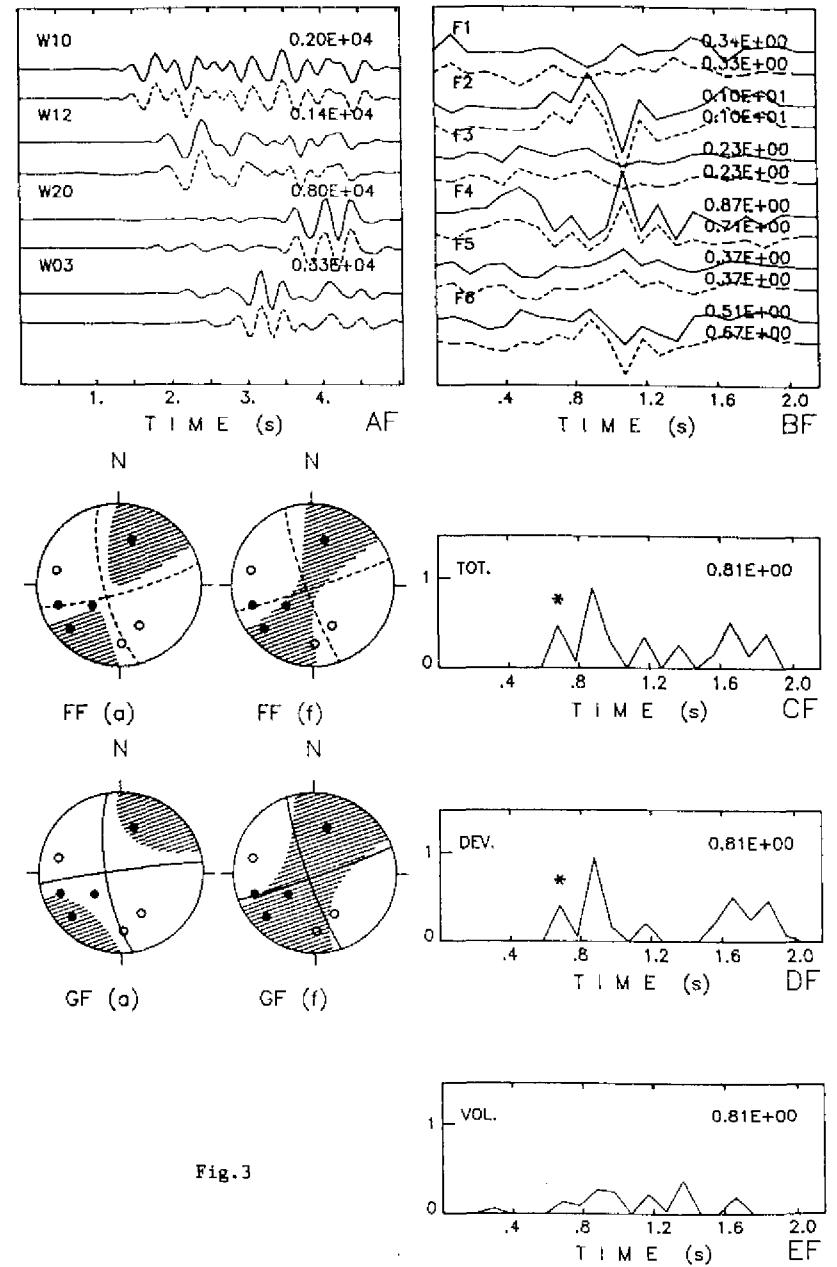 W10 0.20E+04
W12 0.14E+04
W20 0.80E+04
W03 0.53E+04
1. 2. 3. 4.
TIME (s) AF
F1 0.34E+00
0.33E+00
F2 0.10E+01
0.10E+01
F3 0.23E+00
0.23E+00
F4 0.87E+00
0.71E+00
F5 0.37E+00
0.37E+00
F6 0.51E+00
0.67E+00
.4 .8 1.2 1.6 2.0
TIME (s) BF
N N
FF (a) FF (f)
TOT. 0.81E+00
1
*
0
.4 .8 1.2 1.6 2.0
TIME (s) CF
N N
GF (a) GF (f)
DEV. 0.81E+00
1
*
0
.4 .8 1.2 1.6 2.0
TIME (s) DF
VOL. 0.81E+00
1
0
.4 .8 1.2 1.6 2.0
TIME (s) EF
Fig.3